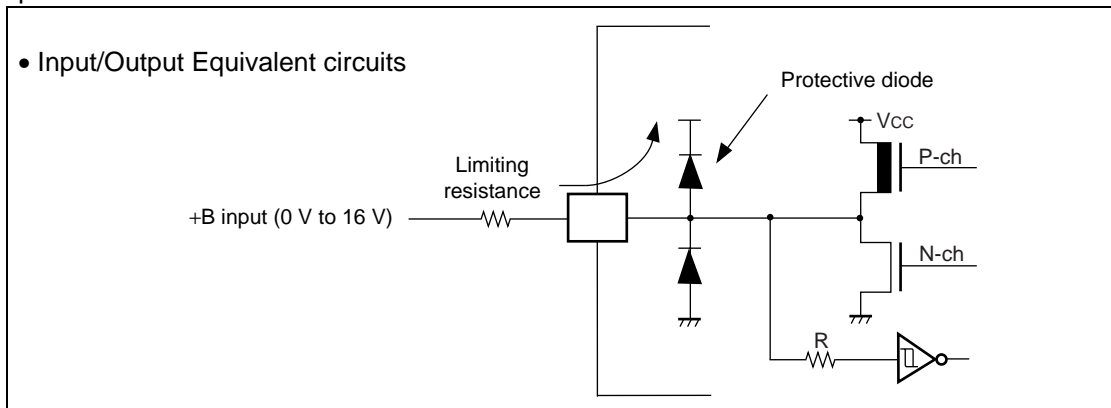 • Input/Output Equivalent circuits
Protective diode
VCC
P-ch
Limiting
resistance
+B input (0 V to 16 V)
N-ch
R